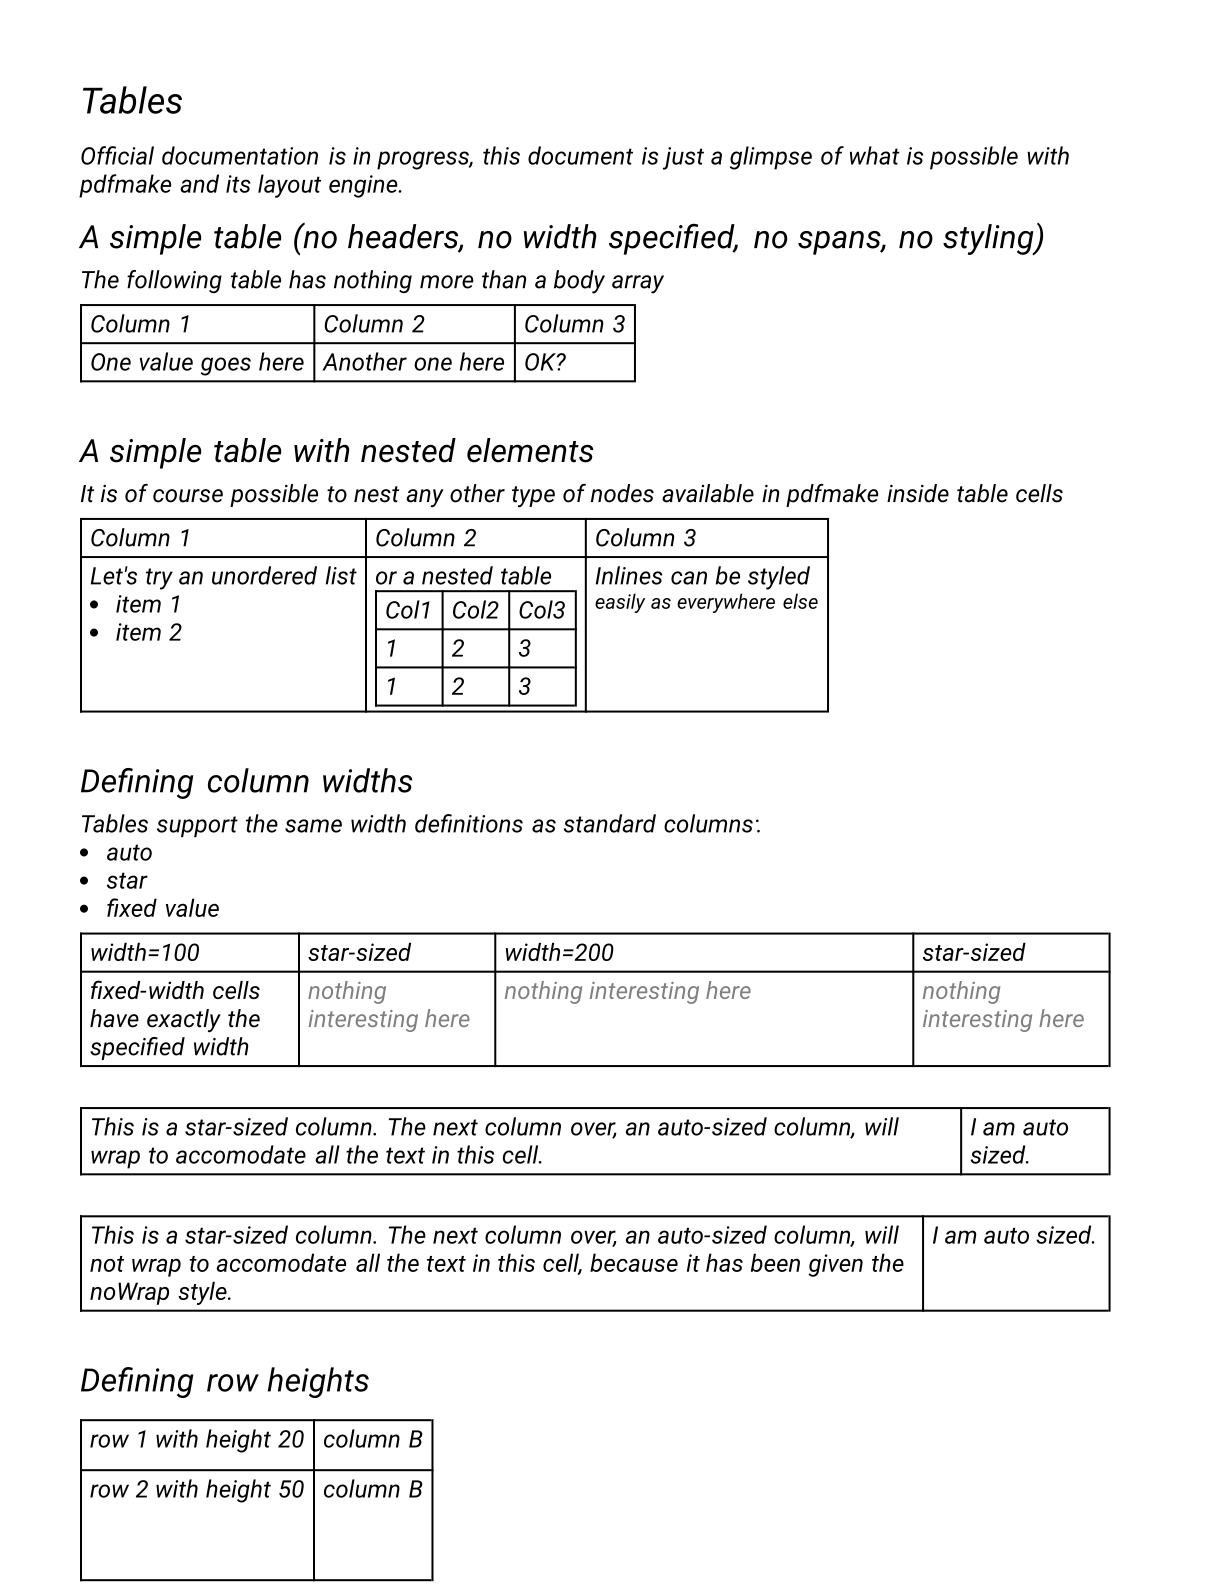 Tables
Official documentation is in progress, this document is just a glimpse of what is possible with
pdfmake and its layout engine.
A simple table (no headers, no width specified, no spans, no styling)
The following table has nothing more than a body array
Column 1 Column 2 Column 3
One value goes here Another one here OK?
A simple table with nested elements
It is of course possible to nest any other type of nodes available in pdfmake inside table cells
Column 1 Column 2 Column 3
Let's try an unordered list
• item 1
• item 2
or a nested table
Col1 Col2 Col3
1 2 3
1 2 3
Inlines can be styled
easily as everywhere else
Defining column widths
Tables support the same width definitions as standard columns:
• auto
• star
• fixed value
width=100 star-sized width=200 star-sized
fixed-width cells
have exactly the
specified width
nothing
interesting here
nothing interesting here
nothing
interesting here
This is a star-sized column. The next column over, an auto-sized column, will
wrap to accomodate all the text in this cell.
I am auto
sized.
This is a star-sized column. The next column over, an auto-sized column, will
not wrap to accomodate all the text in this cell, because it has been given the
noWrap style.
I am auto sized.
Defining row heights
row 1 with height 20 column B
row 2 with height 50 column B